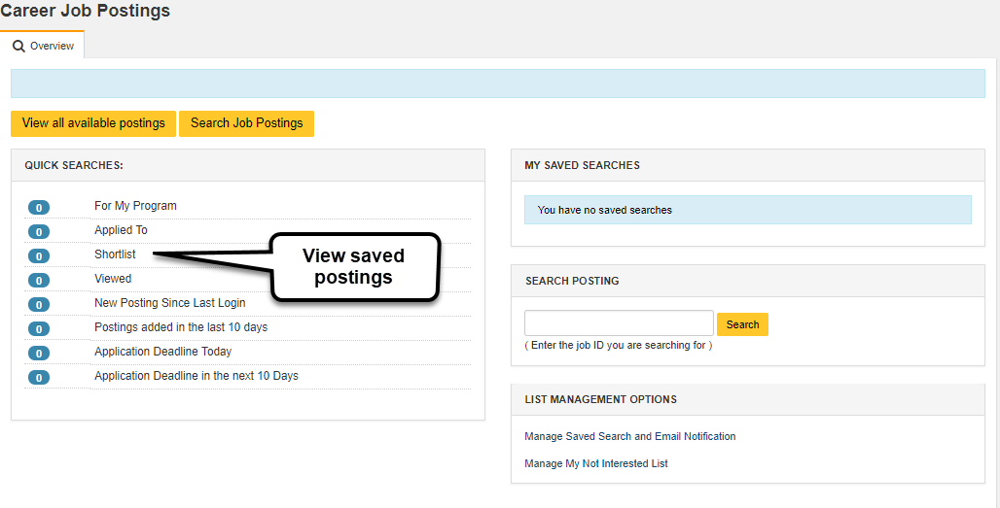 Career Job Postings
Overview
View all available postings
Search Job Postings
QUICK SEARCHES:
0 For My Program
0 Applied To
0 Shortlist
0 Viewed
0 New Posting Since Last Login
0 Postings added in the last 10 days
0 Application Deadline Today
0 Application Deadline in the next 10 Days
View saved
postings
MY SAVED SEARCHES
You have no saved searches
SEARCH POSTING
Search
( Enter the job ID you are searching for )
LIST MANAGEMENT OPTIONS
Manage Saved Search and Email Notification
Manage My Not Interested List